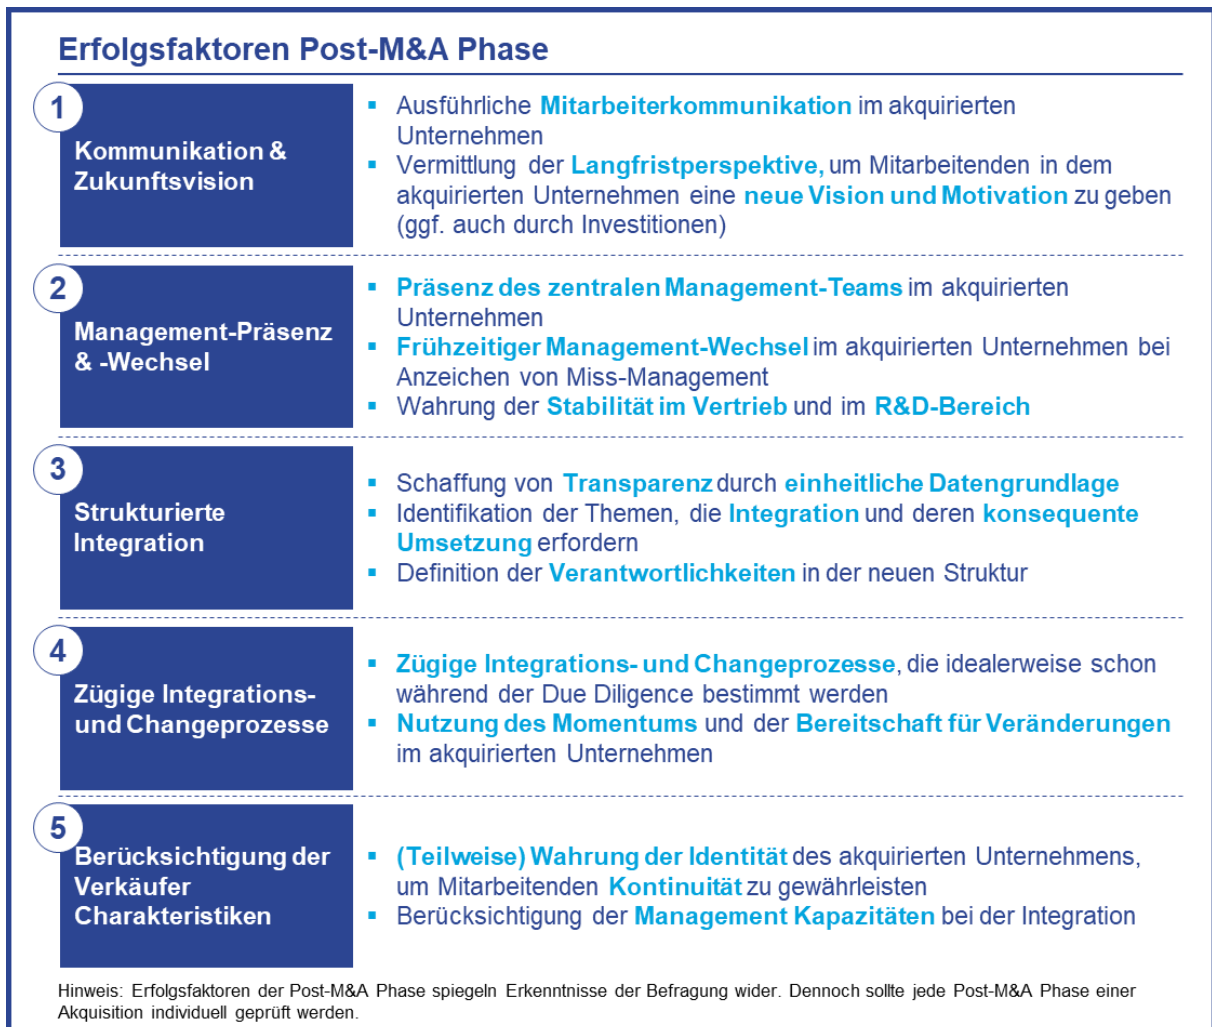 Erfolgsfaktoren Post-M&A Phase
1
Kommunikation &
Zukunftsvision
▪ Ausführliche Mitarbeiterkommunikation im akquirierten
Unternehmen
▪ Vermittlung der Langfristperspektive, um Mitarbeitenden in dem
akquirierten Unternehmen eine neue Vision und Motivation zu geben
(ggf. auch durch Investitionen)
2
Management-Präsenz
& -Wechsel
▪ Präsenz des zentralen Management-Teams im akquirierten
Unternehmen
▪ Frühzeitiger Management-Wechsel im akquirierten Unternehmen bei
Anzeichen von Miss-Management
▪ Wahrung der Stabilität im Vertrieb und im R&D-Bereich
3
Strukturierte
Integration
▪ Schaffung von Transparenz durch einheitliche Datengrundlage
▪ Identifikation der Themen, die Integration und deren konsequente
Umsetzung erfordern
▪ Definition der Verantwortlichkeiten in der neuen Struktur
4
Zügige Integrations-
und Changeprozesse
▪ Zügige Integrations- und Changeprozesse, die idealerweise schon
während der Due Diligence bestimmt werden
▪ Nutzung des Momentums und der Bereitschaft für Veränderungen
im akquirierten Unternehmen
5
Berücksichtigung der
Verkäufer
Charakteristiken
▪ (Teilweise) Wahrung der Identität des akquirierten Unternehmens,
um Mitarbeitenden Kontinuität zu gewährleisten
▪ Berücksichtigung der Management Kapazitäten bei der Integration
Hinweis: Erfolgsfaktoren der Post-M&A Phase spiegeln Erkenntnisse der Befragung wider. Dennoch sollte jede Post-M&A Phase einer
Akquisition individuell geprüft werden.